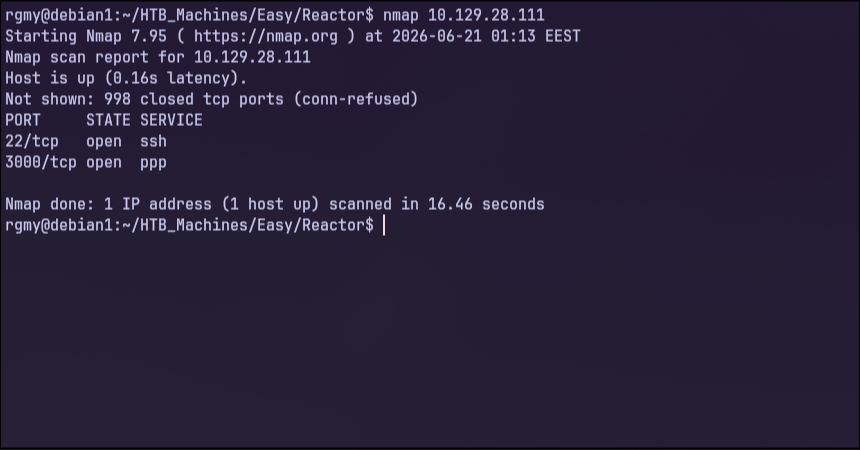 rgmy@debian1:~/HTB_Machines/Easy/Reactor$ nmap 10.129.28.111
Starting Nmap 7.95 ( https://nmap.org ) at 2026-06-21 01:13 EEST
Nmap scan report for 10.129.28.111
Host is up (0.16s latency).
Not shown: 998 closed tcp ports (conn-refused)
PORT     STATE SERVICE
22/tcp   open  ssh
3000/tcp open  ppp
Nmap done: 1 IP address (1 host up) scanned in 16.46 seconds
rgmy@debian1:~/HTB_Machines/Easy/Reactor$